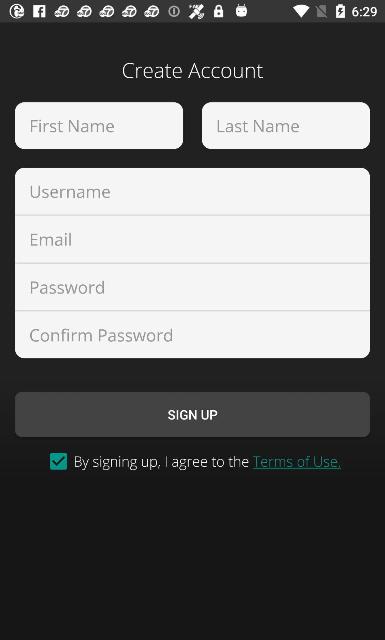 6:29
Create Account
First Name
Last Name
Username
Email
Password
Confirm Password
SIGN UP
By signing up, I agree to the Terms of Use.